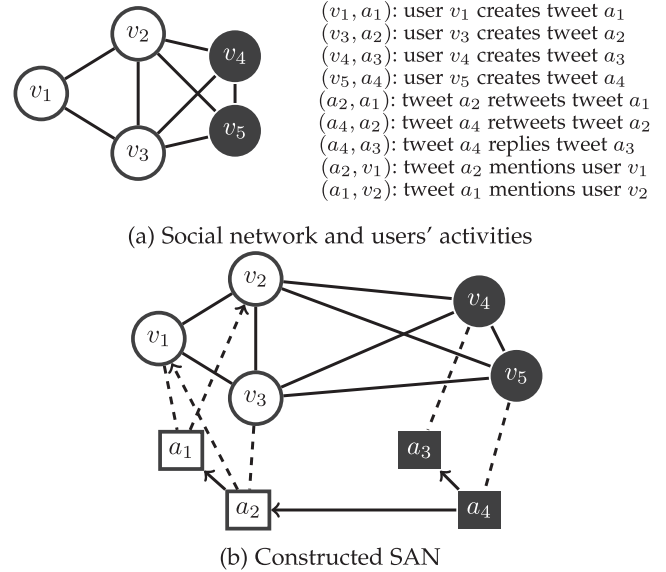 v₂
v₄
v₁
v₅
v₃
(v₁, a₁): user v₁ creates tweet a₁
(v₃, a₂): user v₃ creates tweet a₂
(v₄, a₃): user v₄ creates tweet a₃
(v₅, a₄): user v₅ creates tweet a₄
(a₂, a₁): tweet a₂ retweets tweet a₁
(a₄, a₂): tweet a₄ retweets tweet a₂
(a₄, a₃): tweet a₄ replies tweet a₃
(a₂, v₁): tweet a₂ mentions user v₁
(a₁, v₂): tweet a₁ mentions user v₂
(a) Social network and users' activities
v₂
v₄
v₁
v₅
v₃
a₁
a₃
a₂
a₄
(b) Constructed SAN